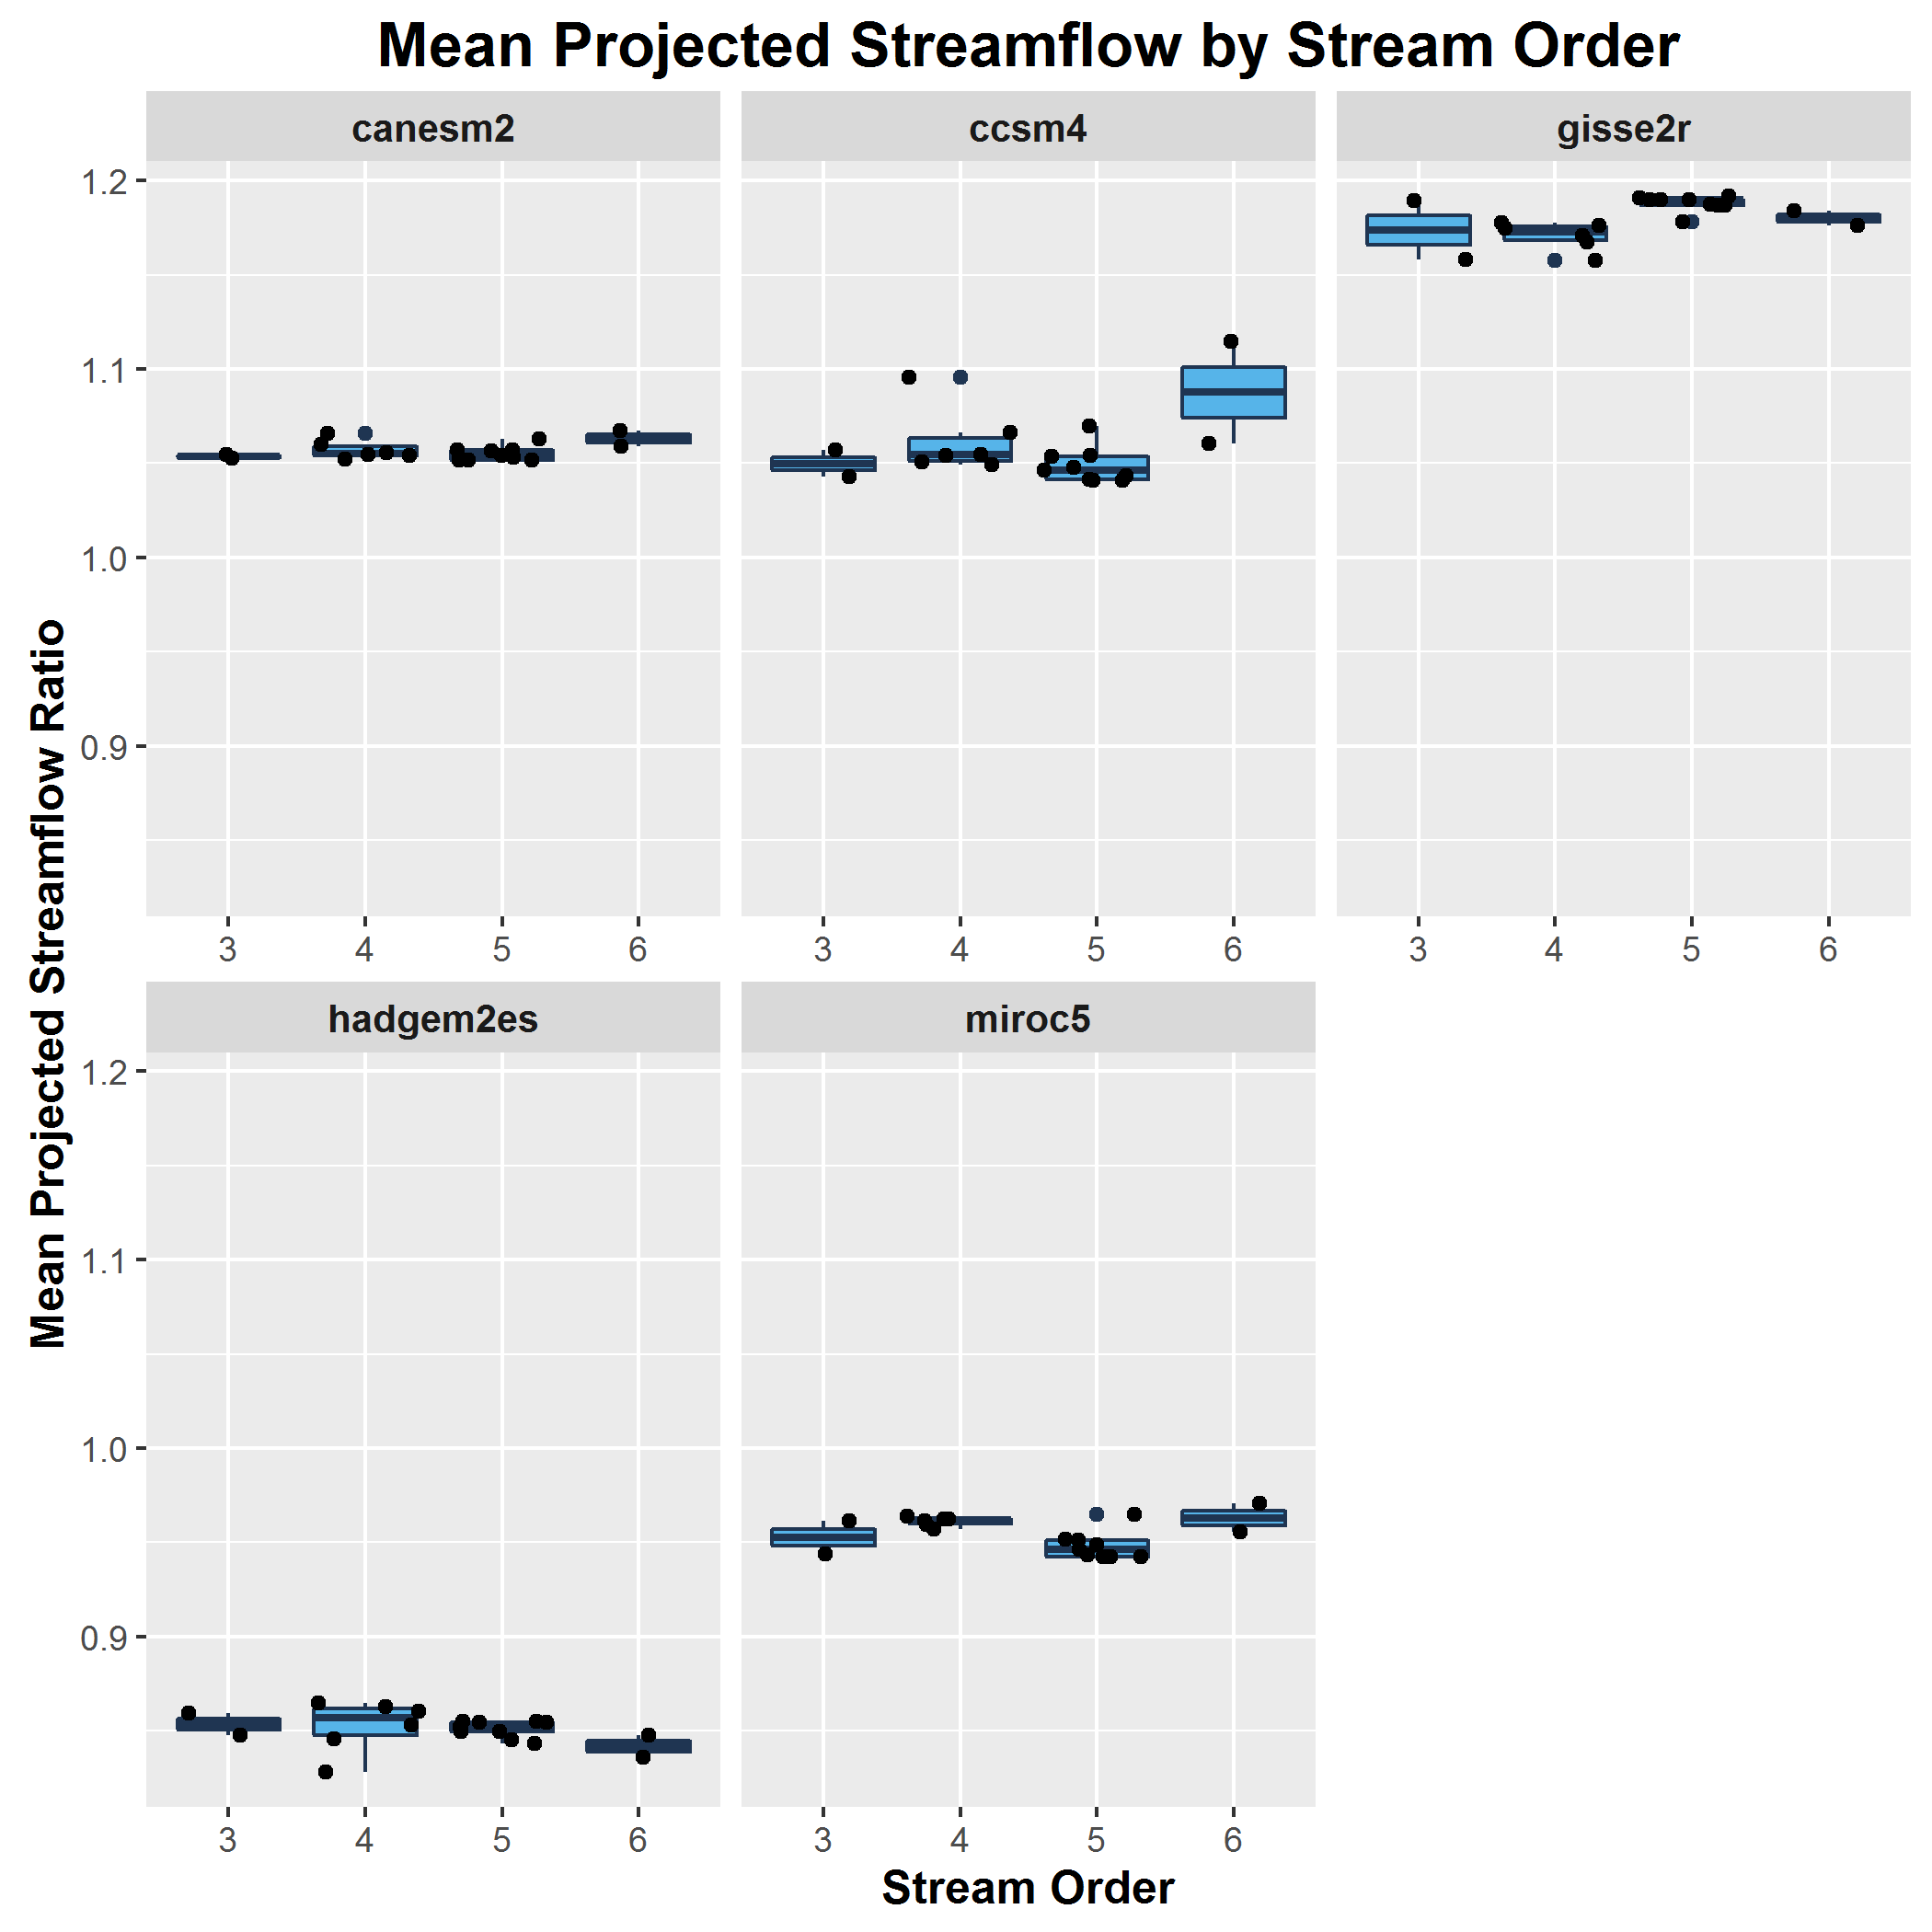 Mean Projected Streamflow by Stream Order
canesm2
ccsm4
gisse2r
1.2
1.1
1.0
0.9
3 4 5 6
3 4 5 6
3 4 5 6
Mean Projected Streamflow Ratio
hadgem2es
miroc5
1.2
1.1
1.0
0.9
3 4 5 6
3 4 5 6
Stream Order